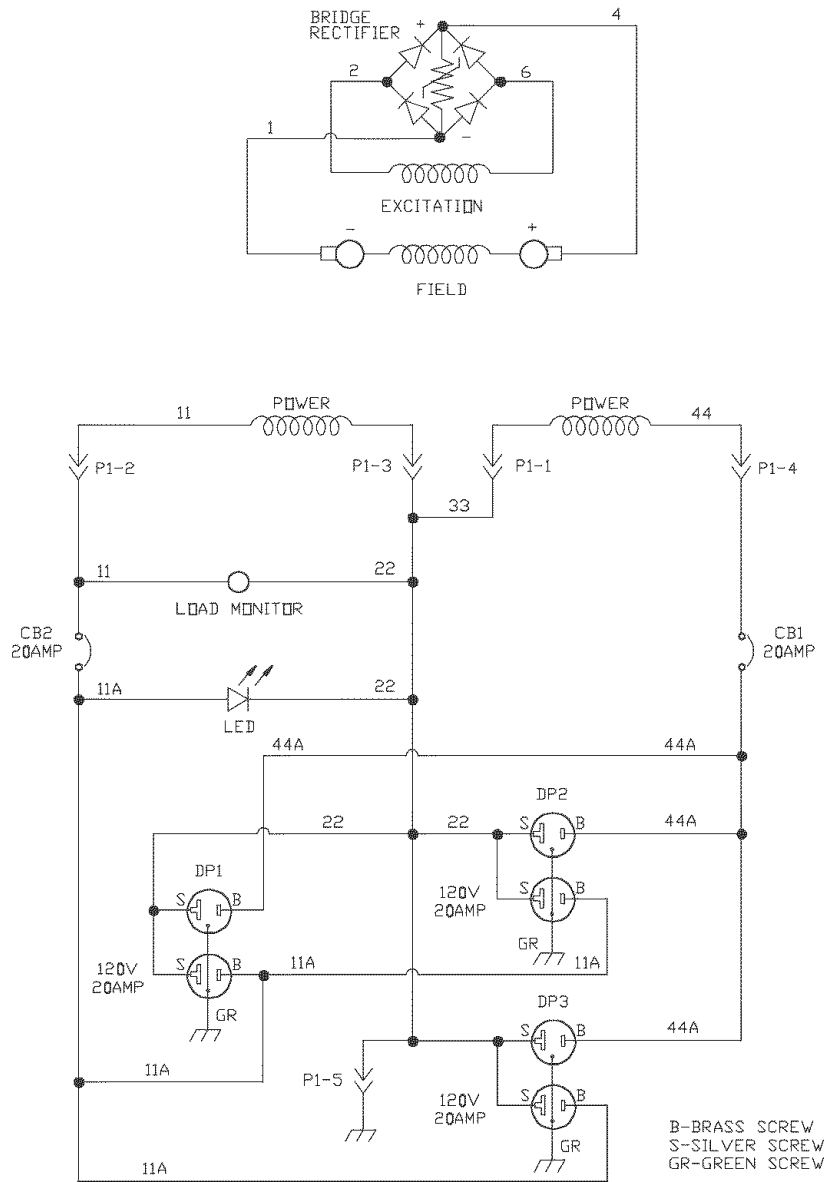 BRIDGE
RECTIFIER
+
4
2
6
1
-
EXCITATION
-
+
FIELD
11
POWER
POWER
44
P1-2
P1-3
P1-1
P1-4
33
11
22
LOAD MONITOR
CB2
20AMP
CB1
20AMP
11A
22
LED
44A
44A
DP2
22
22
S
B
44A
DP1
S
B
120V
20AMP
S
B
GR
11A
120V
20AMP
S
B
11A
GR
DP3
S
B
44A
11A
P1-5
120V
20AMP
S
B
GR
B-BRASS SCREW
S-SILVER SCREW
GR-GREEN SCREW
11A